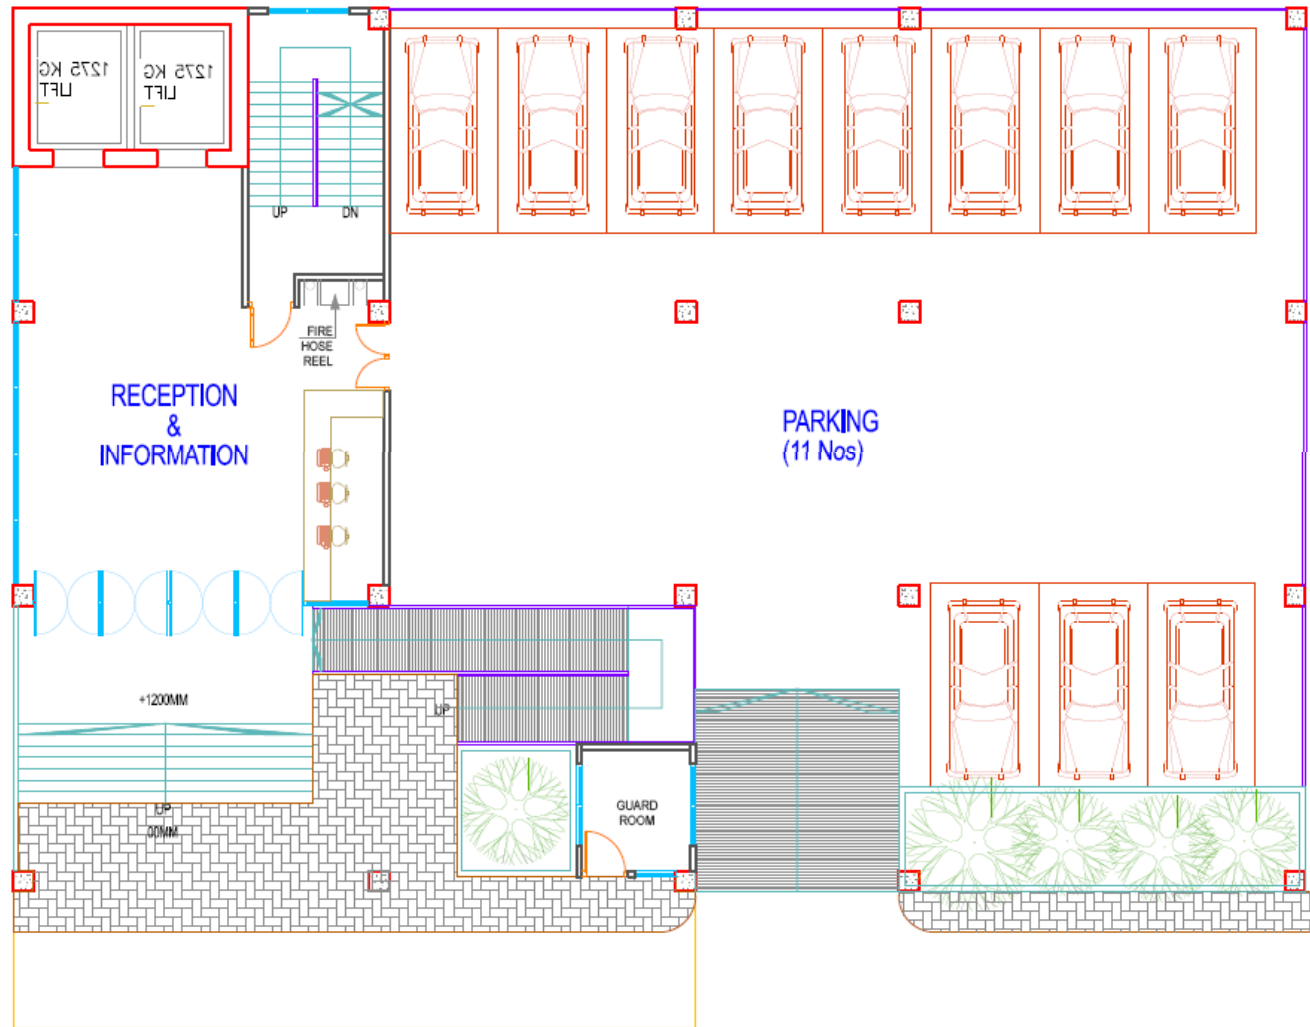 1275 KG
LIFT
1275 KG
LIFT
UP
DN
FIRE
HOSE
REEL
RECEPTION
&
INFORMATION
PARKING
(11 Nos)
+1200MM
UP
UP
00MM
GUARD
ROOM